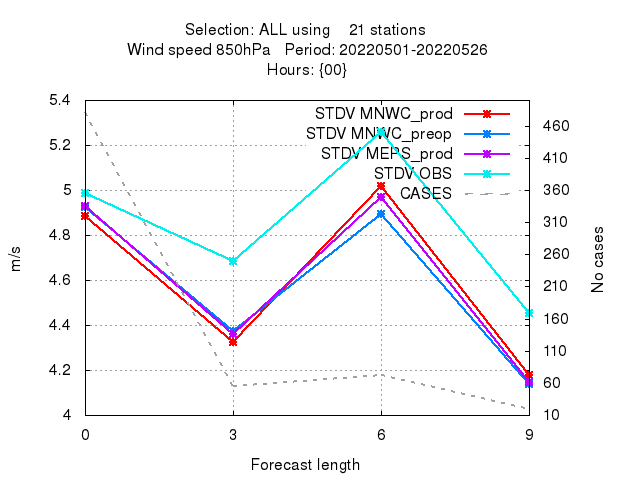 Selection: ALL using 21 stations
Wind speed 850hPa Period: 20220501-20220526
Hours: {00}
STDV MNWC_prod
STDV MNWC_preop
STDV MEPS_prod
STDV OBS
CASES
5.4
5.2
5
4.8
4.6
4.4
4.2
4
m/s
460
410
360
310
260
210
160
110
60
10
No cases
0 3 6 9
Forecast length